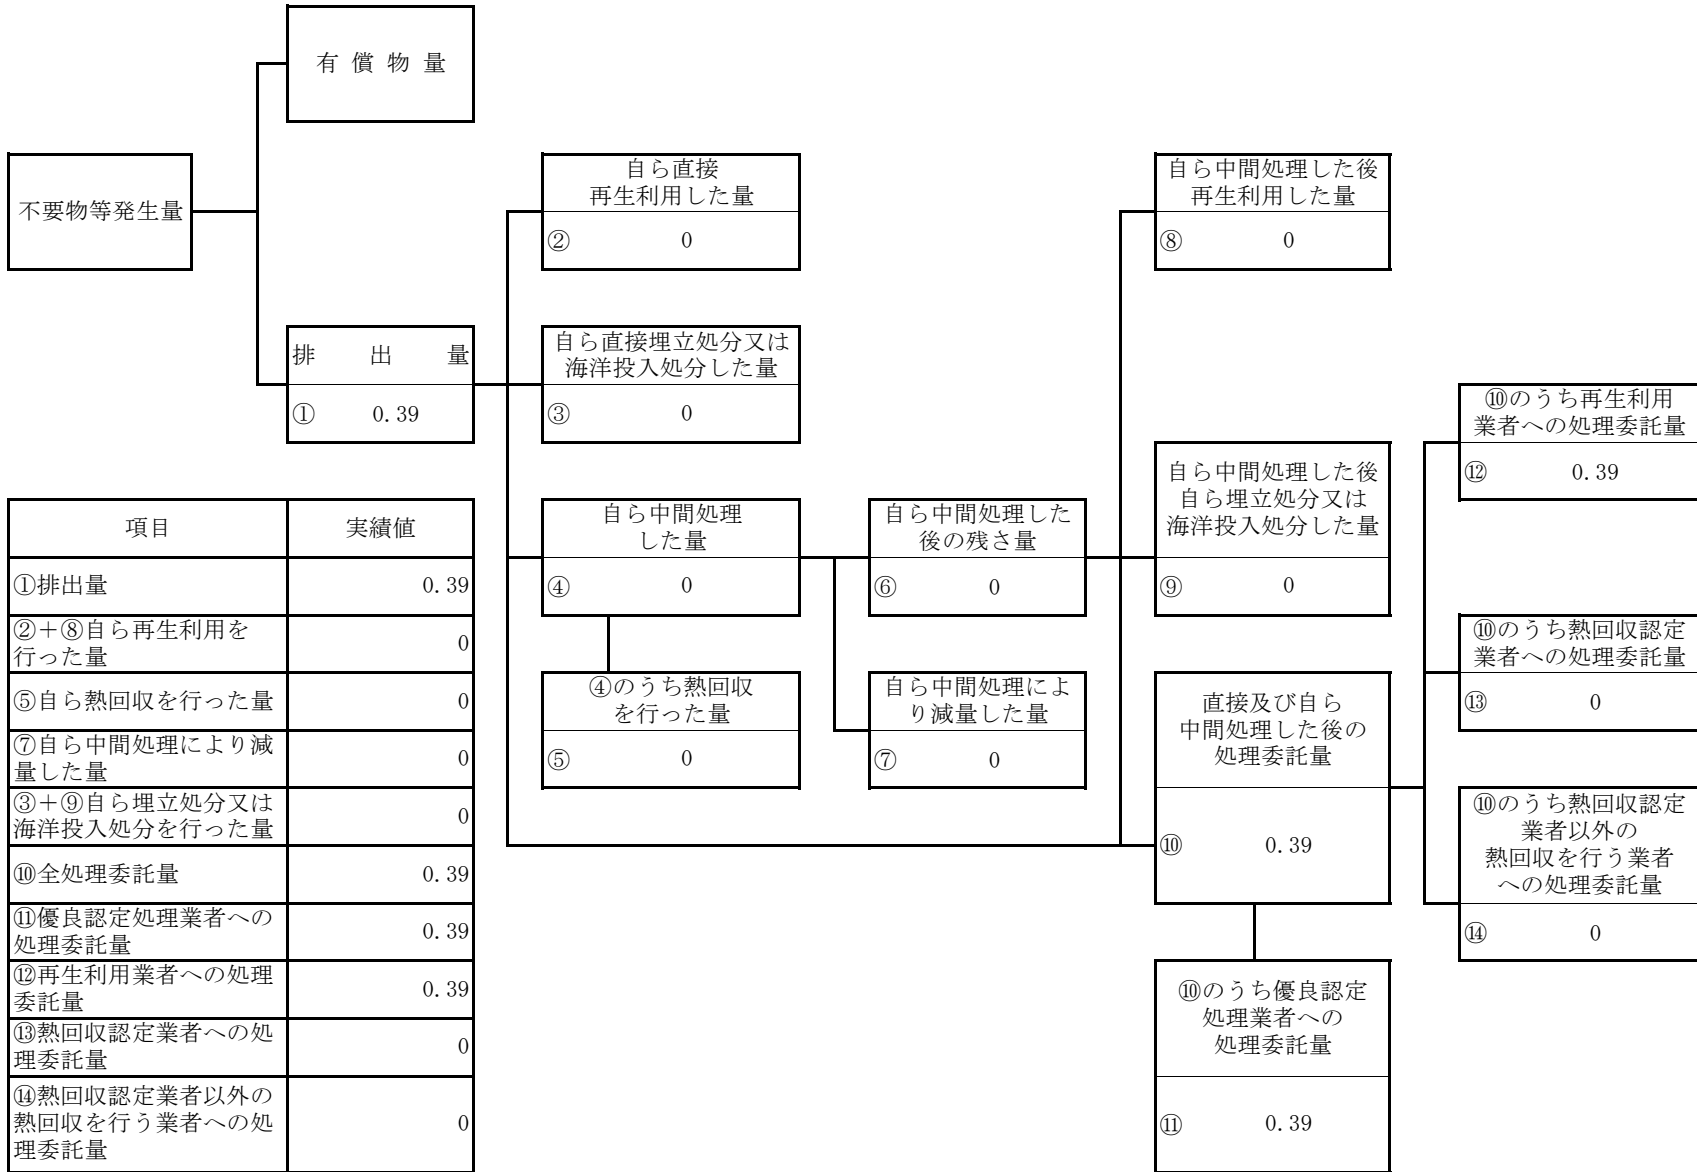 有償物量
不要物等発生量
自ら直接
再生利用した量
② 0
自ら中間処理した後
再生利用した量
⑧ 0
排出量
① 0.39
自ら直接埋立処分又は
海洋投入処分した量
③ 0
⑩のうち再生利用
業者への処理委託量
⑫ 0.39
自ら中間処理した後
自ら埋立処分又は
海洋投入処分した量
⑨ 0
自ら中間処理
した量
④ 0
自ら中間処理した
後の残さ量
⑥ 0
⑩のうち熱回収認定
業者への処理委託量
⑬ 0
④のうち熱回収
を行った量
⑤ 0
自ら中間処理によ
り減量した量
⑦ 0
直接及び自ら
中間処理した後の
処理委託量
⑩ 0.39
⑩のうち熱回収認定
業者以外の
熱回収を行う業者
への処理委託量
⑭ 0
⑩のうち優良認定
処理業者への
処理委託量
⑪ 0.39
項目 実績値
①排出量 0.39
②+⑧自ら再生利用を
行った量 0
⑤自ら熱回収を行った量 0
⑦自ら中間処理により減
量した量 0
③+⑨自ら埋立処分又は
海洋投入処分を行った量 0
⑩全処理委託量 0.39
⑪優良認定処理業者への
処理委託量 0.39
⑫再生利用業者への処理
委託量 0.39
⑬熱回収認定業者への処
理委託量 0
⑭熱回収認定業者以外の
熱回収を行う業者への処
理委託量 0